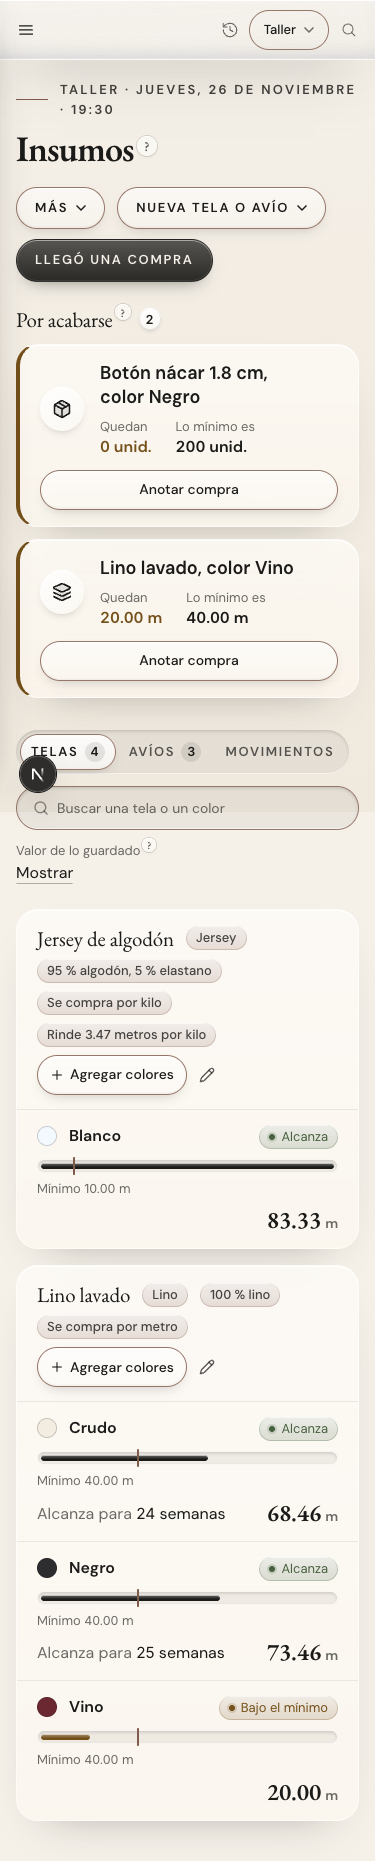 Taller
TALLER · JUEVES, 26 DE NOVIEMBRE
· 19:30
Insumos ?
MÁS
NUEVA TELA O AVÍO
LLEGÓ UNA COMPRA
Por acabarse ? 2
Botón nácar 1.8 cm,
color Negro
Quedan Lo mínimo es
0 unid. 200 unid.
Anotar compra
Lino lavado, color Vino
Quedan Lo mínimo es
20.00 m 40.00 m
Anotar compra
TELAS 4 AVÍOS 3 MOVIMIENTOS
N
Buscar una tela o un color
Valor de lo guardado ?
Mostrar
Jersey de algodón Jersey
95 % algodón, 5 % elastano
Se compra por kilo
Rinde 3.47 metros por kilo
+ Agregar colores
Blanco Alcanza
Mínimo 10.00 m
83.33 m
Lino lavado Lino 100 % lino
Se compra por metro
+ Agregar colores
Crudo Alcanza
Mínimo 40.00 m
Alcanza para 24 semanas 68.46 m
Negro Alcanza
Mínimo 40.00 m
Alcanza para 25 semanas 73.46 m
Vino Bajo el mínimo
Mínimo 40.00 m
20.00 m